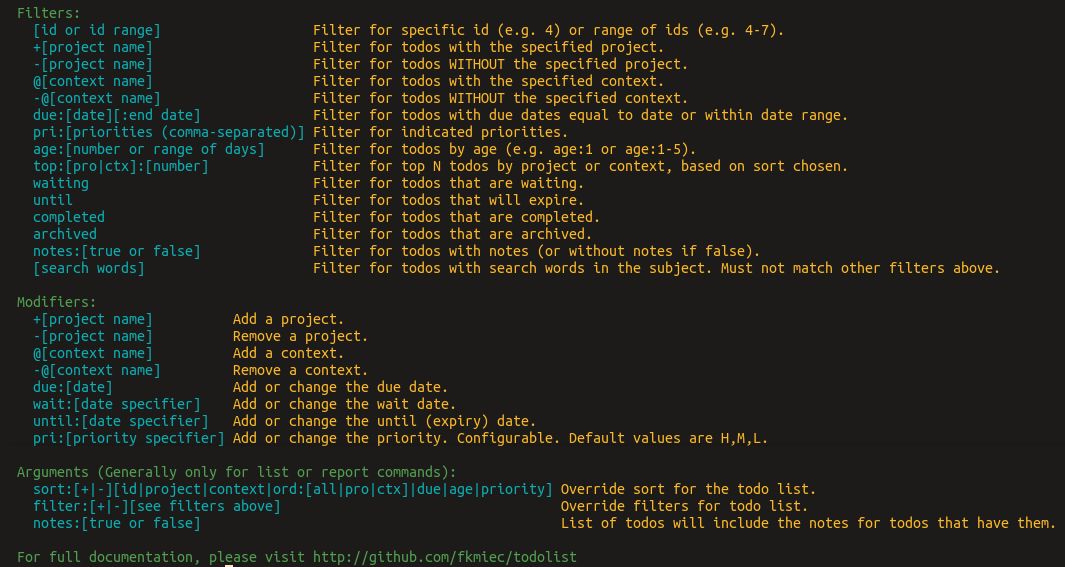 Filters:
[id or id range] Filter for specific id (e.g. 4) or range of ids (e.g. 4-7).
+[project name] Filter for todos with the specified project.
-[project name] Filter for todos WITHOUT the specified project.
@[context name] Filter for todos with the specified context.
-@[context name] Filter for todos WITHOUT the specified context.
due:[date][:end date] Filter for todos with due dates equal to date or within date range.
pri:[priorities (comma-separated)] Filter for indicated priorities.
age:[number or range of days] Filter for todos by age (e.g. age:1 or age:1-5).
top:[pro|ctx]:[number] Filter for top N todos by project or context, based on sort chosen.
waiting Filter for todos that are waiting.
until Filter for todos that will expire.
completed Filter for todos that are completed.
archived Filter for todos that are archived.
notes:[true or false] Filter for todos with notes (or without notes if false).
[search words] Filter for todos with search words in the subject. Must not match other filters above.
Modifiers:
+[project name] Add a project.
-[project name] Remove a project.
@[context name] Add a context.
-@[context name] Remove a context.
due:[date] Add or change the due date.
wait:[date specifier] Add or change the wait date.
until:[date specifier] Add or change the until (expiry) date.
pri:[priority specifier] Add or change the priority. Configurable. Default values are H,M,L.
Arguments (Generally only for list or report commands):
sort:[+|-][id|project|context|ord:[all|pro|ctx]|due|age|priority] Override sort for the todo list.
filter:[+|-][see filters above] Override filters for todo list.
notes:[true or false] List of todos will include the notes for todos that have them.
For full documentation, please visit http://github.com/fkmiec/todolist